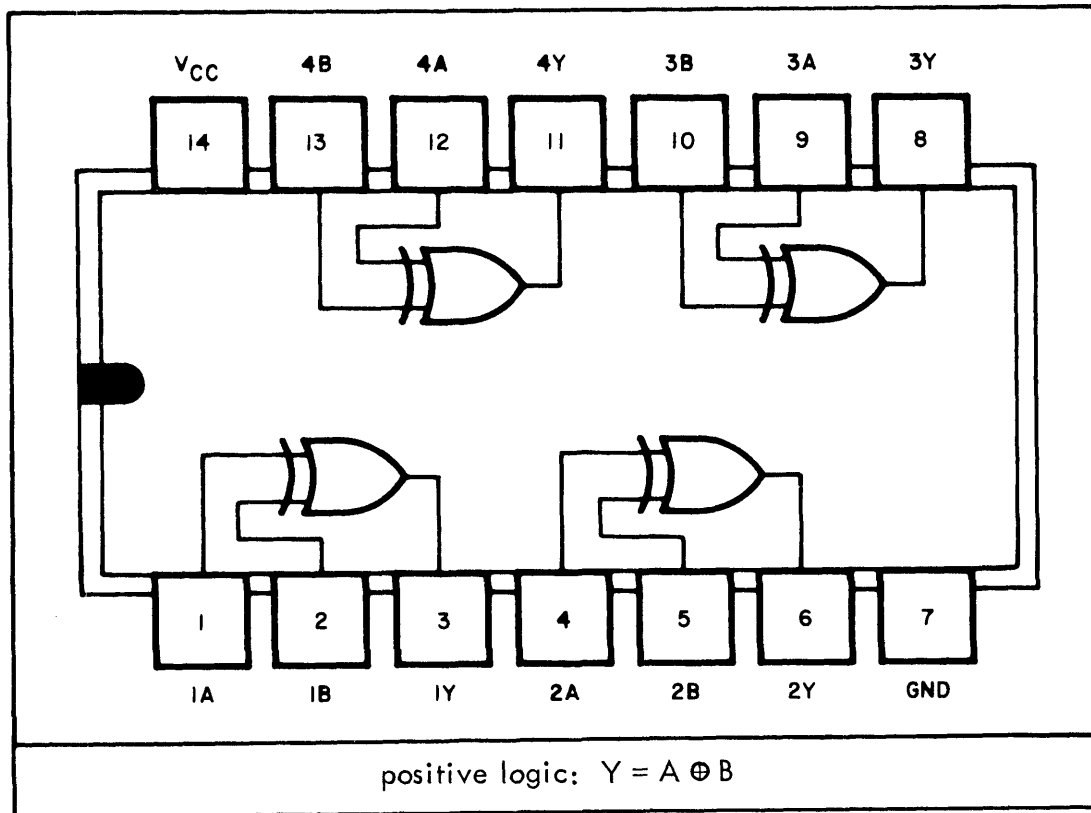 VCC 4B 4A 4Y 3B 3A 3Y
14 13 12 11 10 9 8
1 2 3 4 5 6 7
1A 1B 1Y 2A 2B 2Y GND
positive logic: Y = A ⊕ B